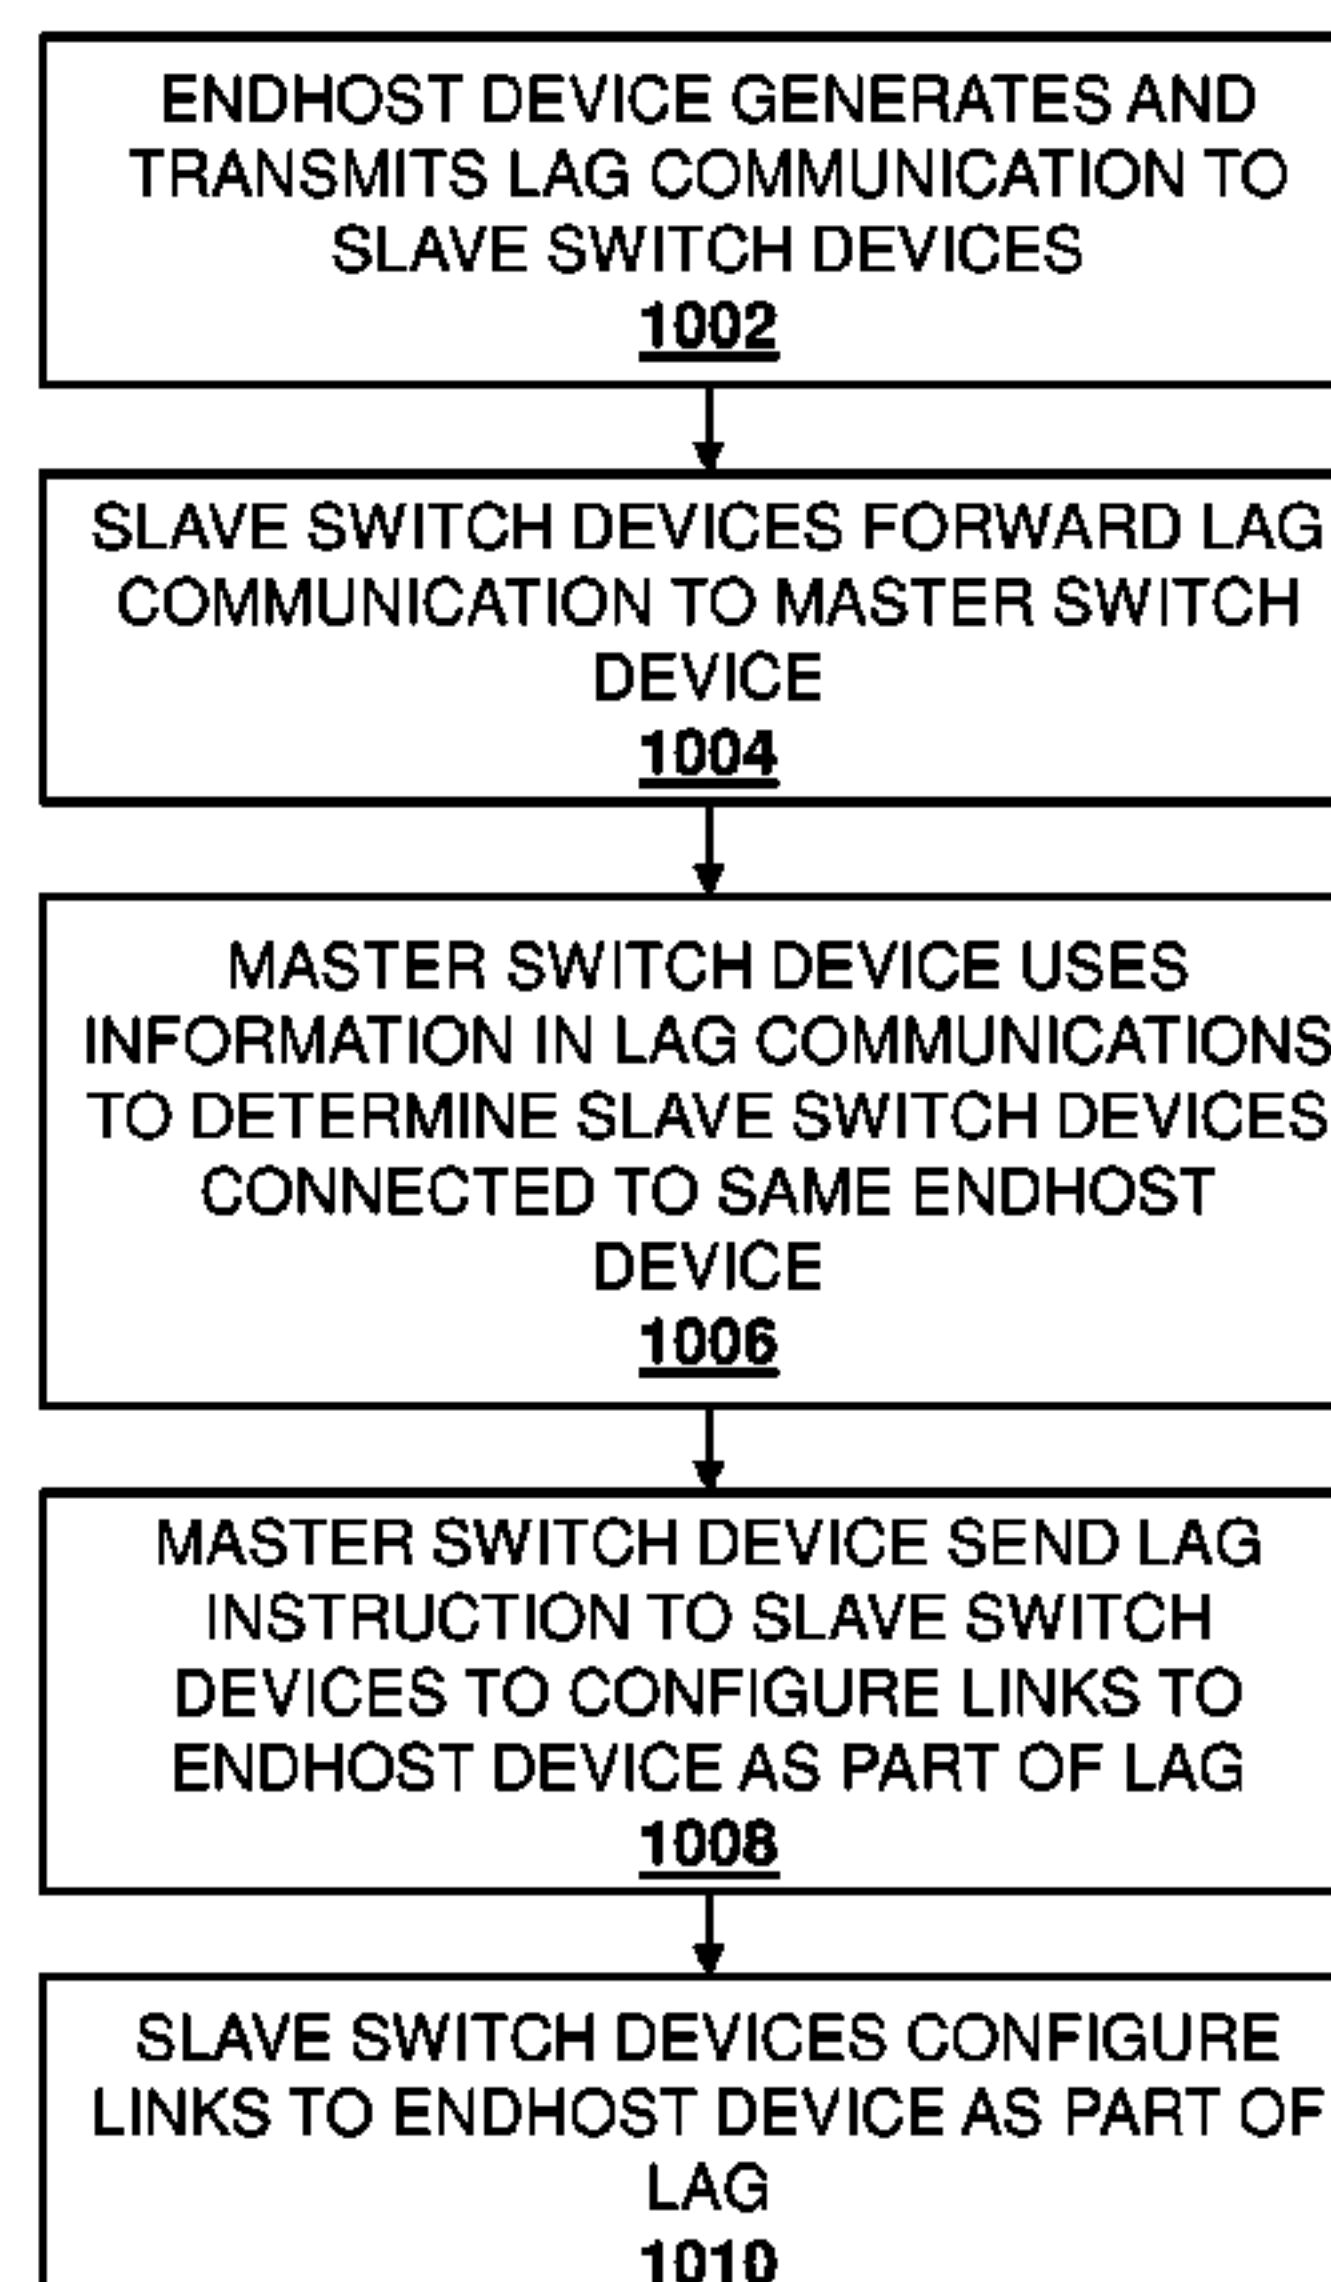 ENDHOST DEVICE GENERATES AND
TRANSMITS LAG COMMUNICATION TO
SLAVE SWITCH DEVICES
1002
SLAVE SWITCH DEVICES FORWARD LAG
COMMUNICATION TO MASTER SWITCH
DEVICE
1004
MASTER SWITCH DEVICE USES
INFORMATION IN LAG COMMUNICATIONS
TO DETERMINE SLAVE SWITCH DEVICES
CONNECTED TO SAME ENDHOST
DEVICE
1006
MASTER SWITCH DEVICE SEND LAG
INSTRUCTION TO SLAVE SWITCH
DEVICES TO CONFIGURE LINKS TO
ENDHOST DEVICE AS PART OF LAG
1008
SLAVE SWITCH DEVICES CONFIGURE
LINKS TO ENDHOST DEVICE AS PART OF
LAG
1010